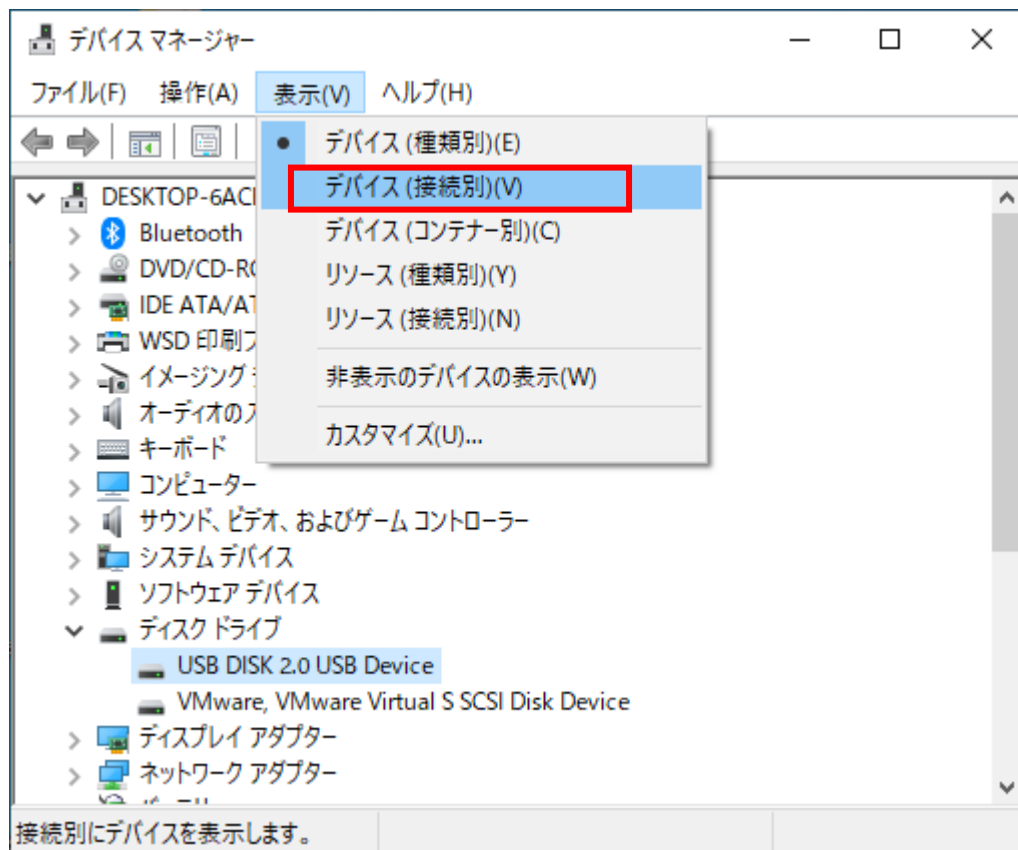 デバイス マネージャー
ファイル(F) 操作(A) 表示(V) ヘルプ(H)
デバイス (種類別)(E)
デバイス (接続別)(V)
デバイス (コンテナー別)(C)
リソース (種類別)(Y)
リソース (接続別)(N)
非表示のデバイスの表示(W)
カスタマイズ(U)...
DESKTOP-6AC
Bluetooth
DVD/CD-R
IDE ATA/A
WSD 印刷
イメージング
オーディオの
キーボード
コンピューター
サウンド、ビデオ、およびゲーム コントローラー
システム デバイス
ソフトウェア デバイス
ディスク ドライブ
USB DISK 2.0 USB Device
VMware, VMware Virtual S SCSI Disk Device
ディスプレイ アダプター
ネットワーク アダプター
接続別にデバイスを表示します。